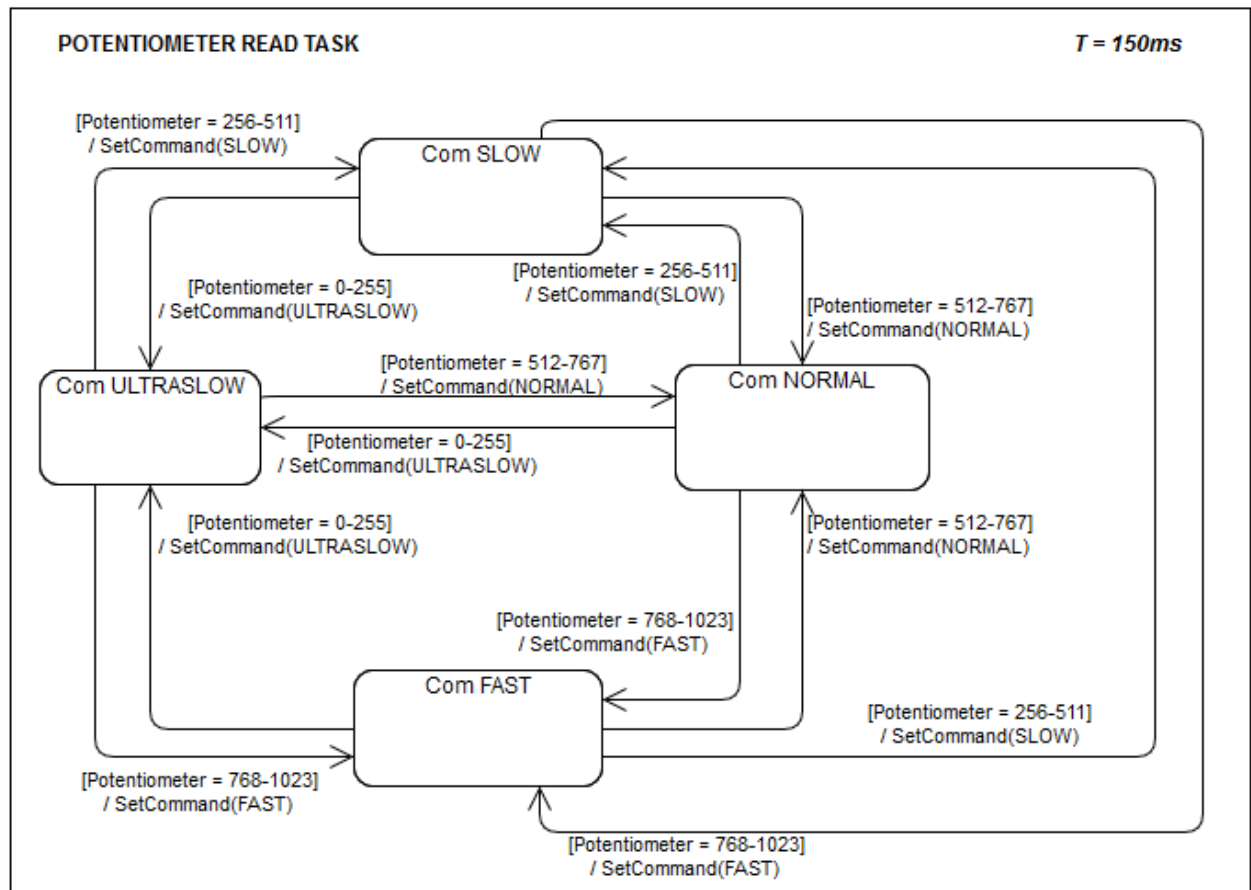 POTENTIOMETER READ TASK
T = 150ms
[Potentiometer = 256-511]
/ SetCommand(SLOW)
Com SLOW
[Potentiometer = 256-511]
/ SetCommand(SLOW)
[Potentiometer = 0-255]
/ SetCommand(ULTRASLOW)
[Potentiometer = 512-767]
/ SetCommand(NORMAL)
Com ULTRASLOW
[Potentiometer = 512-767]
/ SetCommand(NORMAL)
Com NORMAL
[Potentiometer = 0-255]
/ SetCommand(ULTRASLOW)
[Potentiometer = 0-255]
/ SetCommand(ULTRASLOW)
[Potentiometer = 512-767]
/ SetCommand(NORMAL)
[Potentiometer = 768-1023]
/ SetCommand(FAST)
Com FAST
[Potentiometer = 256-511]
/ SetCommand(SLOW)
[Potentiometer = 768-1023]
/ SetCommand(FAST)
[Potentiometer = 768-1023]
/ SetCommand(FAST)